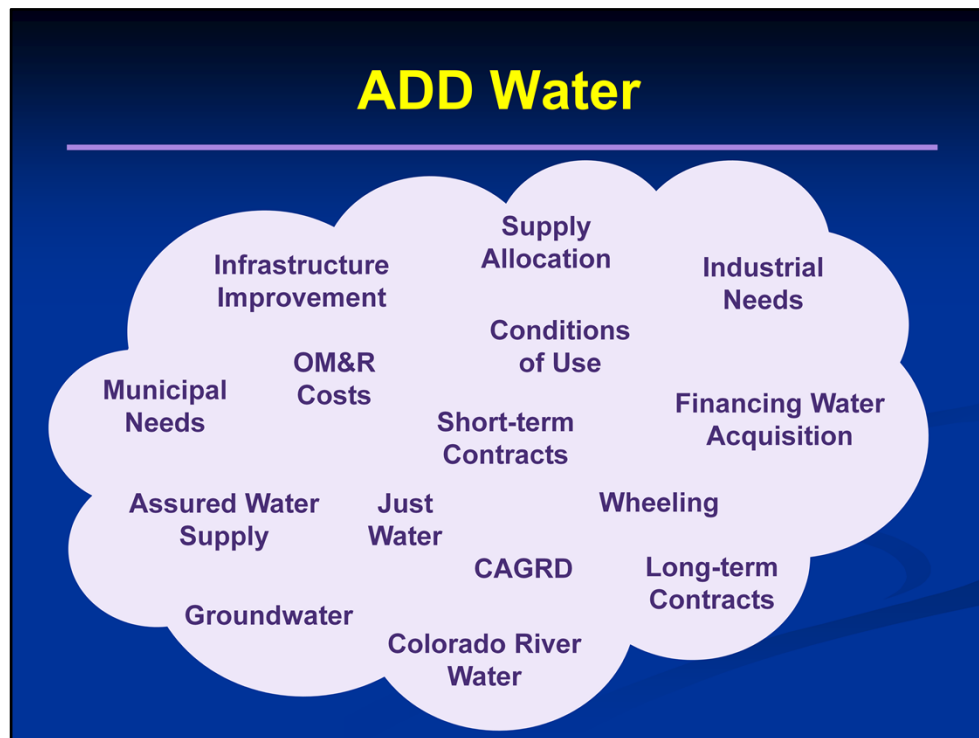 ADD Water
Supply
Allocation
Infrastructure
Improvement
Industrial
Needs
Conditions
of Use
OM&R
Costs
Municipal
Needs
Financing Water
Acquisition
Short-term
Contracts
Assured Water
Supply
Just
Water
Wheeling
CAGRD
Long-term
Contracts
Groundwater
Colorado River
Water